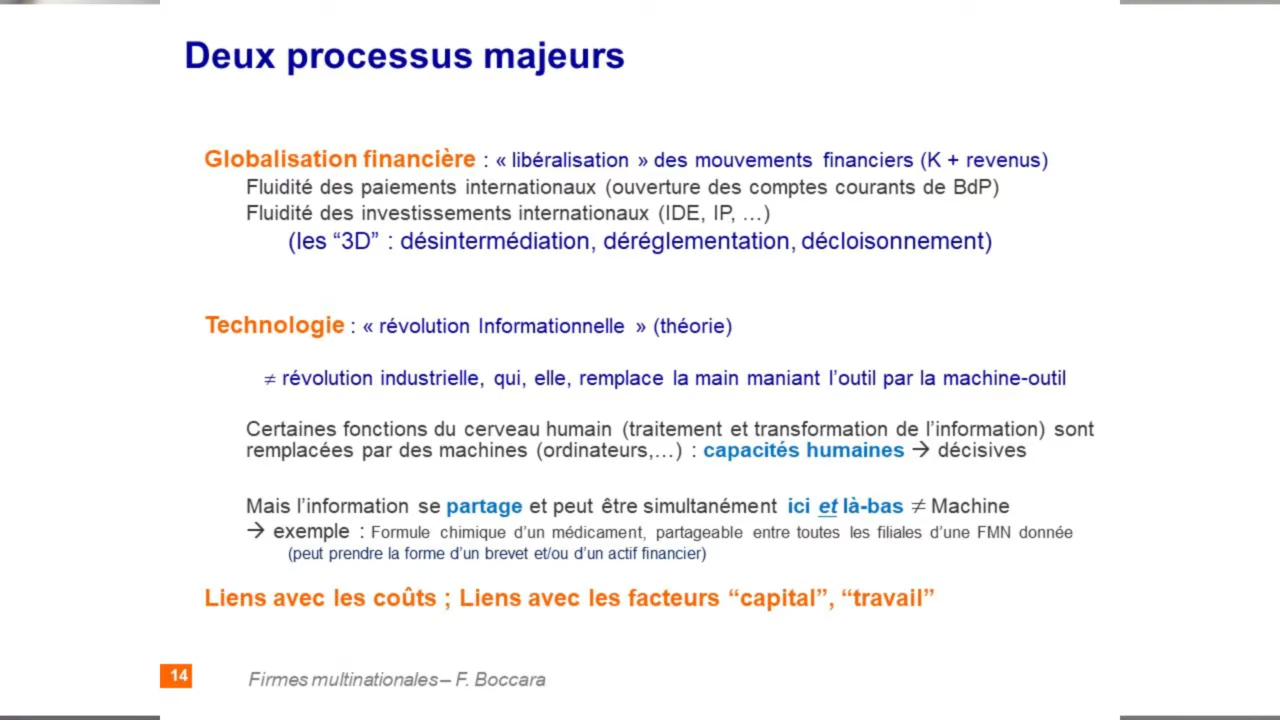 Deux processus majeurs
Globalisation financière : « libéralisation » des mouvements financiers (K + revenus)
Fluidité des paiements internationaux (ouverture des comptes courants de BdP)
Fluidité des investissements internationaux (IDE, IP, …)
(les “3D” : désintermédiation, déréglementation, décloisonnement)
Technologie : « révolution Informationnelle » (théorie)
≠ révolution industrielle, qui, elle, remplace la main maniant l’outil par la machine-outil
Certaines fonctions du cerveau humain (traitement et transformation de l’information) sont
remplacées par des machines (ordinateurs,…) : capacités humaines → décisives
Mais l’information se partage et peut être simultanément ici et là-bas ≠ Machine
→ exemple : Formule chimique d’un médicament, partageable entre toutes les filiales d’une FMN donnée
(peut prendre la forme d’un brevet et/ou d’un actif financier)
Liens avec les coûts ; Liens avec les facteurs “capital”, “travail”
14 Firmes multinationales – F. Boccara